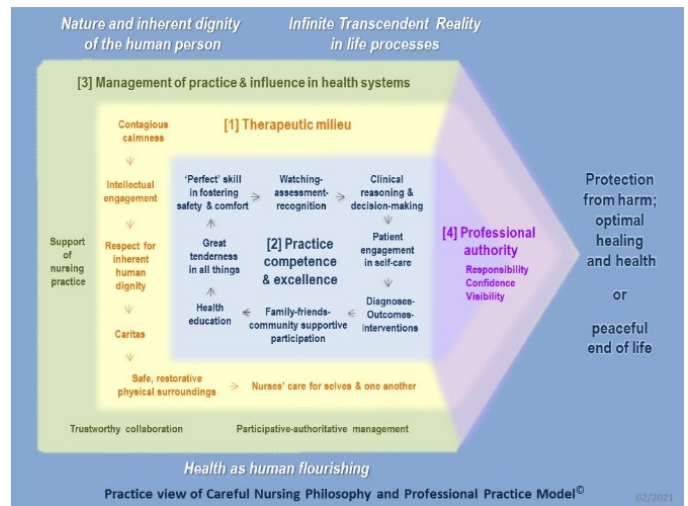 Nature and inherent dignity
of the human person
Infinite Transcendent Reality
in life processes
[3] Management of practice & influence in health systems
[1] Therapeutic milieu
Contagious
calmness
Intellectual
engagement
Respect for
inherent
human
dignity
Caritas
Safe, restorative
physical surroundings
Nurses' care for selves & one another
[2] Practice
competence
& excellence
'Perfect' skill
in fostering
safety & comfort
Watching-
assessment-
recognition
Clinical
reasoning &
decision-making
Patient
engagement
in self-care
Diagnoses-
Outcomes-
Interventions
Family-friends-
community supportive
participation
Health
education
Great
tenderness
in all things
Support
of
nursing
practice
Trustworthy collaboration
Participative-authoritative management
[4] Professional
authority
Responsibility
Confidence
Visibility
Protection
from harm;
optimal
healing
and health
or
peaceful
end of life
Health as human flourishing
Practice view of Careful Nursing Philosophy and Professional Practice Model©
02/2021